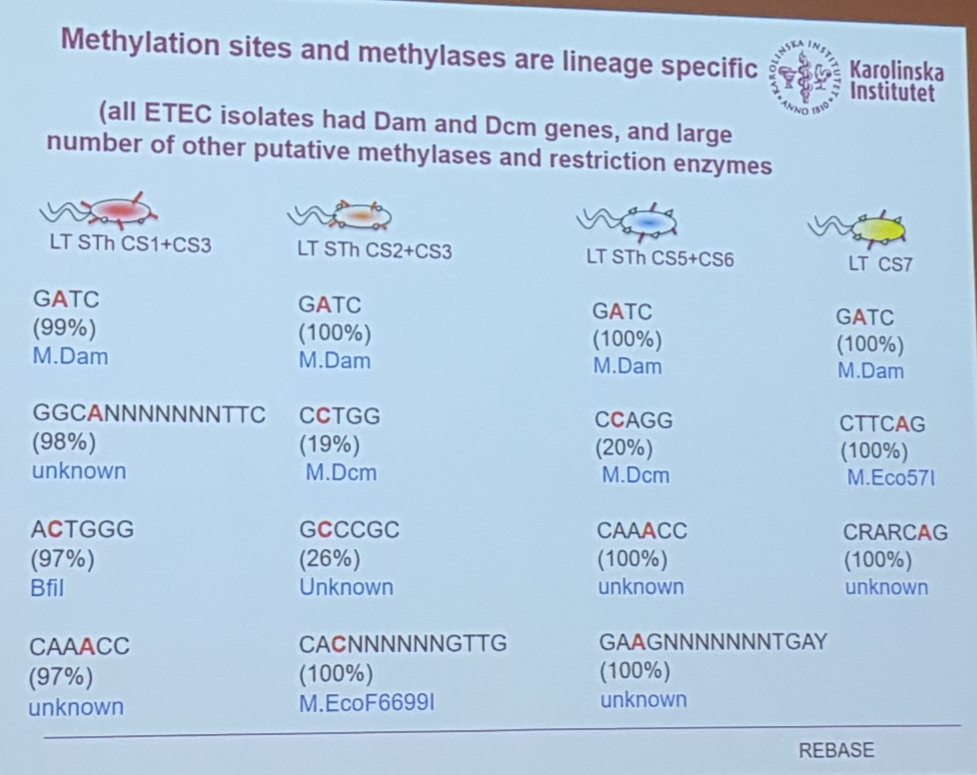 Methylation sites and methylases are lineage specific
KAROLINSKA INSTITUTET ANNO 1810
Karolinska
Institutet
(all ETEC isolates had Dam and Dcm genes, and large
number of other putative methylases and restriction enzymes
LT STh CS1+CS3
GATC
(99%)
M.Dam
GGCANNNNNNNTTC
(98%)
unknown
ACTGGG
(97%)
BfiI
CAAACC
(97%)
unknown
LT STh CS2+CS3
GATC
(100%)
M.Dam
CCTGG
(19%)
M.Dcm
GCCCGC
(26%)
Unknown
CACNNNNNNGTTG
(100%)
M.EcoF6699I
LT STh CS5+CS6
GATC
(100%)
M.Dam
CCAGG
(20%)
M.Dcm
CAAACC
(100%)
unknown
GAAGNNNNNNNTGAY
(100%)
unknown
LT CS7
GATC
(100%)
M.Dam
CTTCAG
(100%)
M.Eco57I
CRARCAG
(100%)
unknown
REBASE